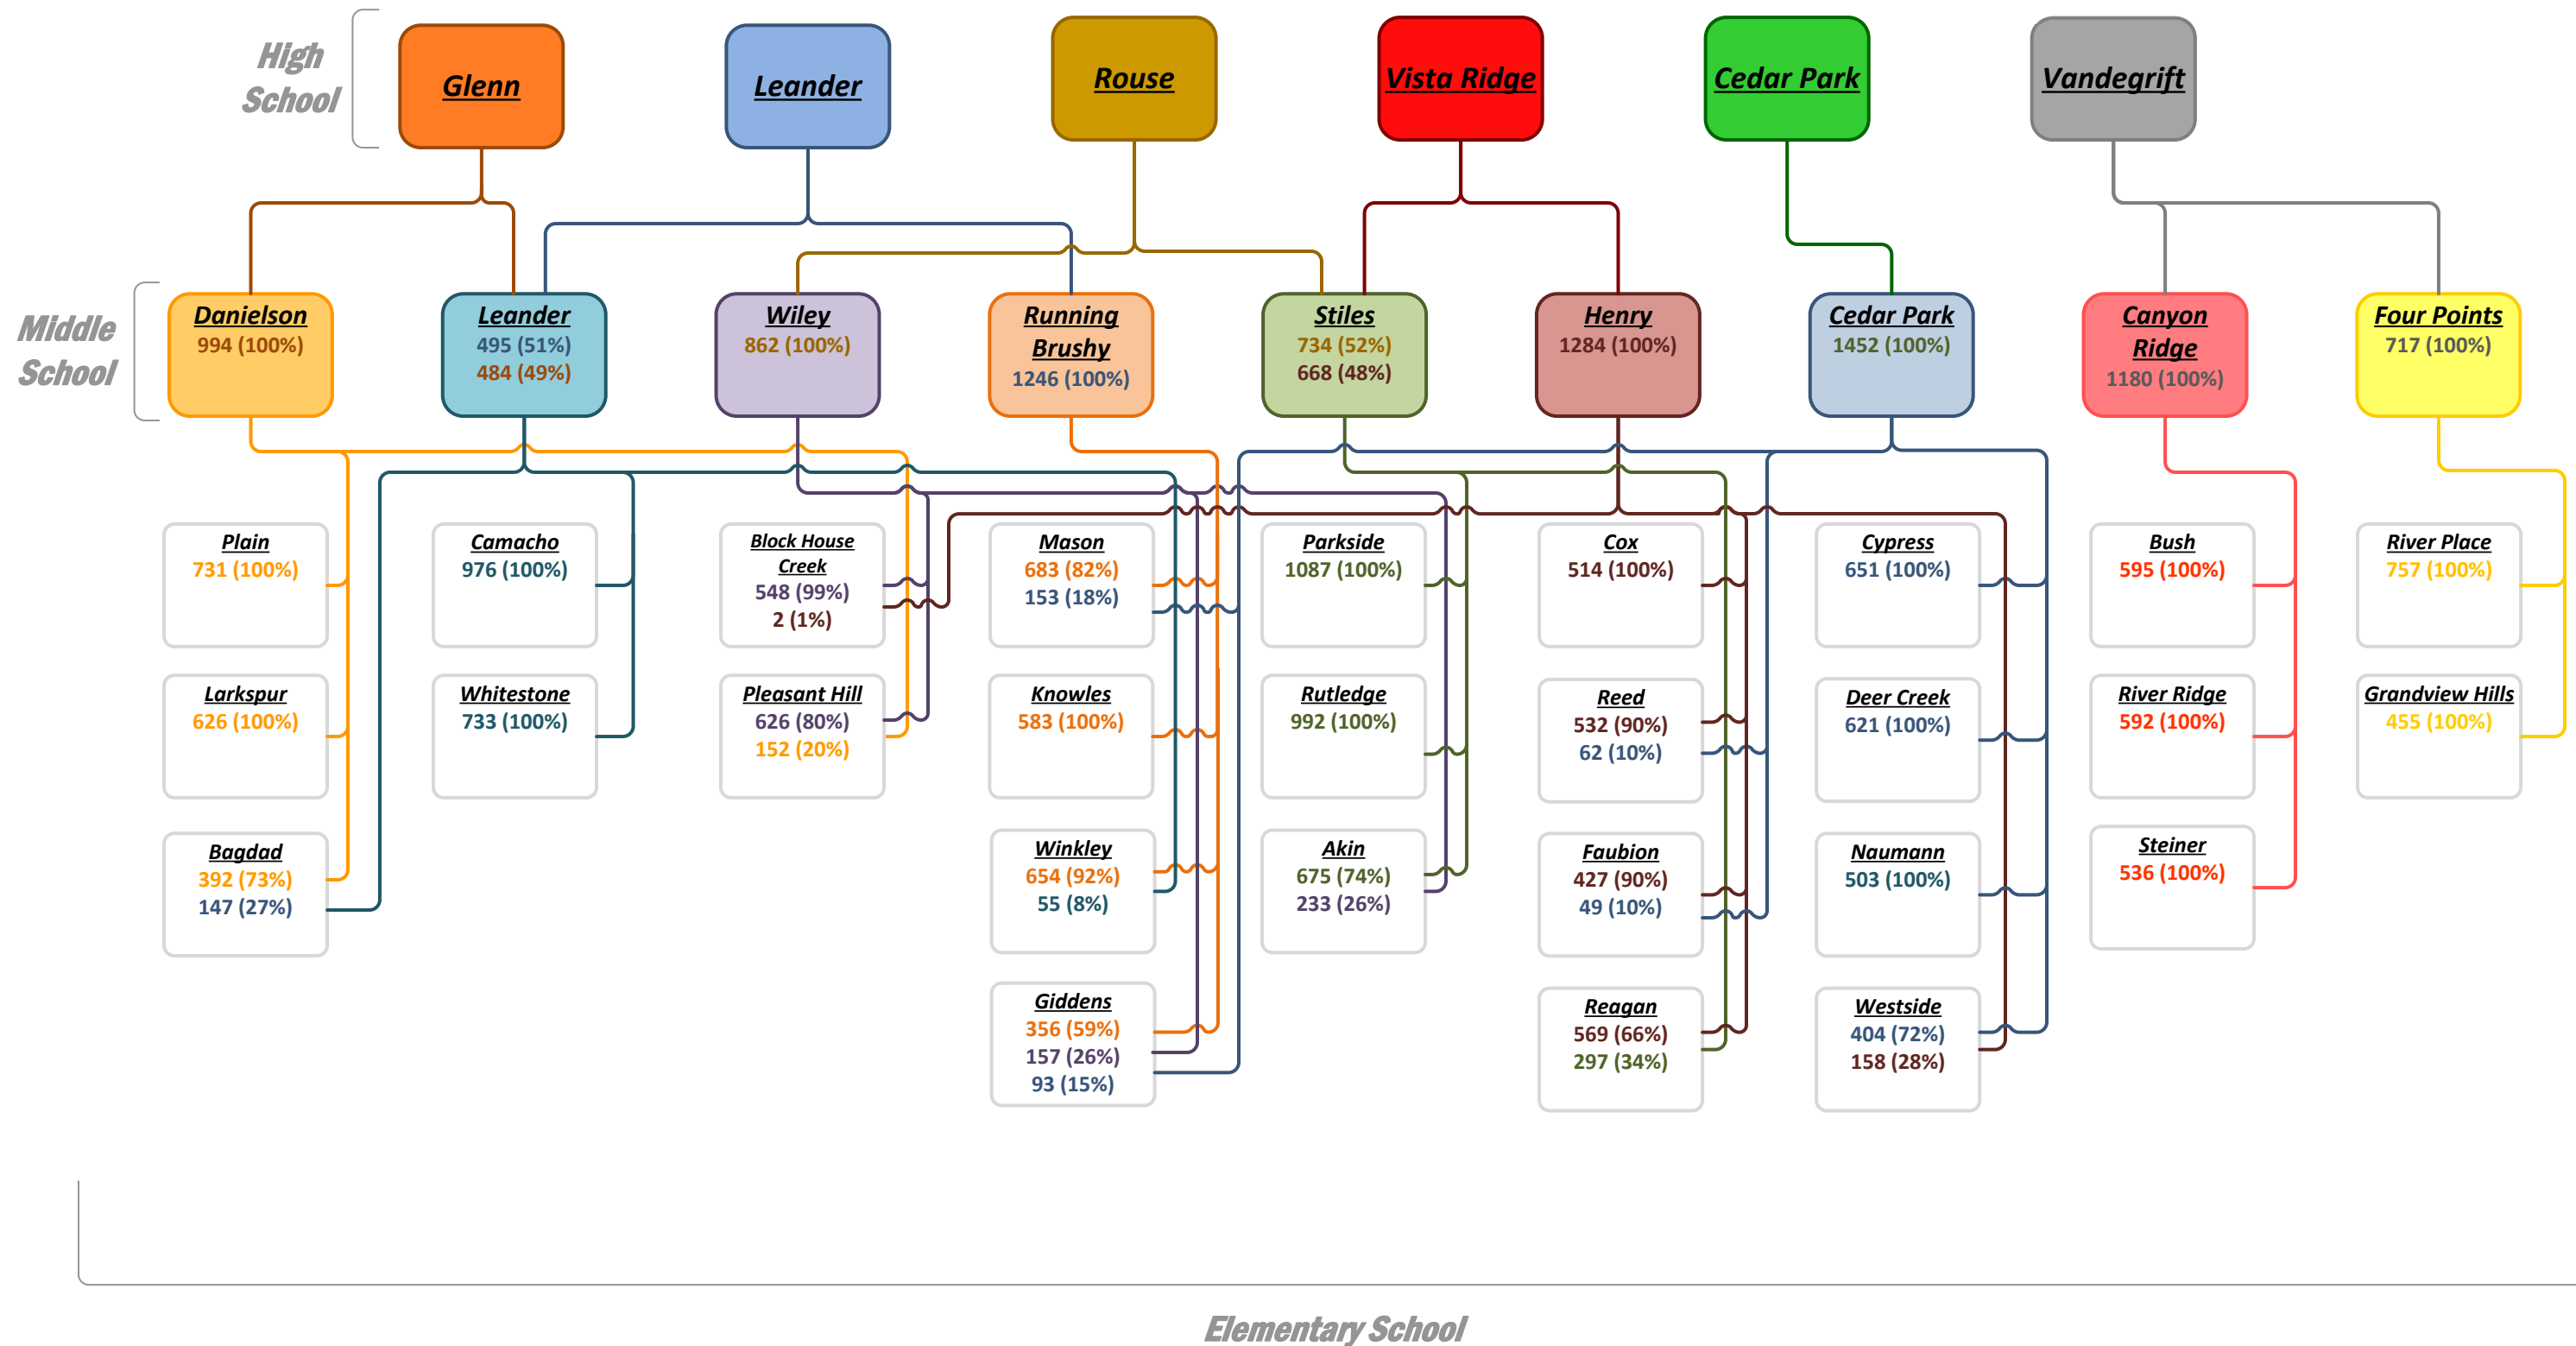 High
School
Glenn
Leander
Rouse
Vista Ridge
Cedar Park
Vandegrift
Middle
School
Danielson
994 (100%)
Leander
495 (51%)
484 (49%)
Wiley
862 (100%)
Running
Brushy
1246 (100%)
Stiles
734 (52%)
668 (48%)
Henry
1284 (100%)
Cedar Park
1452 (100%)
Canyon
Ridge
1180 (100%)
Four Points
717 (100%)
Plain
731 (100%)
Camacho
976 (100%)
Block House
Creek
548 (99%)
2 (1%)
Mason
683 (82%)
153 (18%)
Parkside
1087 (100%)
Cox
514 (100%)
Cypress
651 (100%)
Bush
595 (100%)
River Place
757 (100%)
Larkspur
626 (100%)
Whitestone
733 (100%)
Pleasant Hill
626 (80%)
152 (20%)
Knowles
583 (100%)
Rutledge
992 (100%)
Reed
532 (90%)
62 (10%)
Deer Creek
621 (100%)
River Ridge
592 (100%)
Grandview Hills
455 (100%)
Bagdad
392 (73%)
147 (27%)
Winkley
654 (92%)
55 (8%)
Akin
675 (74%)
233 (26%)
Faubion
427 (90%)
49 (10%)
Naumann
503 (100%)
Steiner
536 (100%)
Giddens
356 (59%)
157 (26%)
93 (15%)
Reagan
569 (66%)
297 (34%)
Westside
404 (72%)
158 (28%)
Elementary School